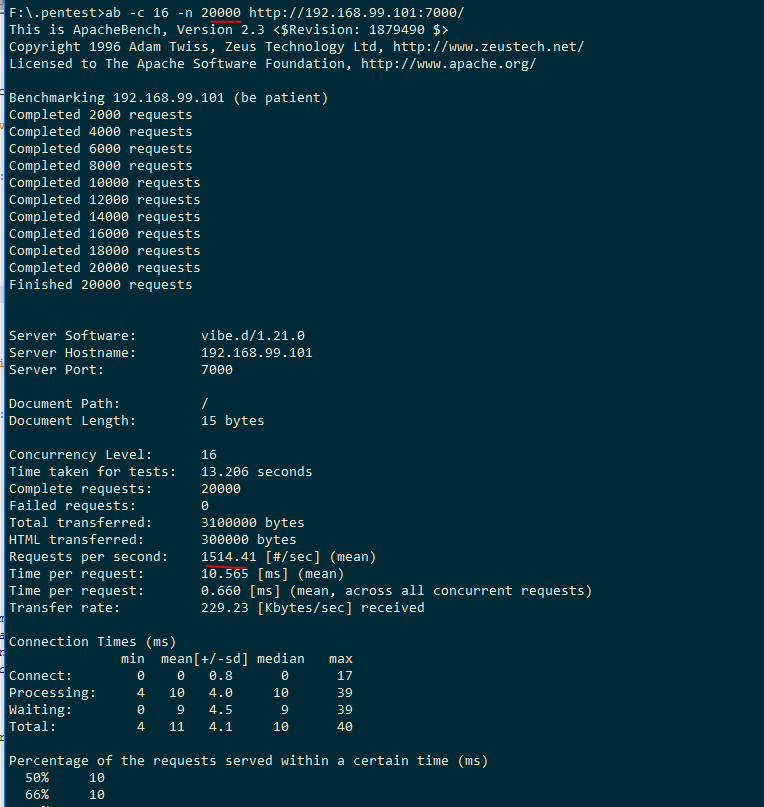 F:\.pentest>ab -c 16 -n 20000 http://192.168.99.101:7000/
This is ApacheBench, Version 2.3 <$Revision: 1879490 $>
Copyright 1996 Adam Twiss, Zeus Technology Ltd, http://www.zeustech.net/
Licensed to The Apache Software Foundation, http://www.apache.org/

Benchmarking 192.168.99.101 (be patient)
Completed 2000 requests
Completed 4000 requests
Completed 6000 requests
Completed 8000 requests
Completed 10000 requests
Completed 12000 requests
Completed 14000 requests
Completed 16000 requests
Completed 18000 requests
Completed 20000 requests
Finished 20000 requests

Server Software:        vibe.d/1.21.0
Server Hostname:        192.168.99.101
Server Port:            7000

Document Path:          /
Document Length:        15 bytes

Concurrency Level:      16
Time taken for tests:   13.206 seconds
Complete requests:      20000
Failed requests:        0
Total transferred:      3100000 bytes
HTML transferred:       300000 bytes
Requests per second:    1514.41 [#/sec] (mean)
Time per request:       10.565 [ms] (mean)
Time per request:       0.660 [ms] (mean, across all concurrent requests)
Transfer rate:          229.23 [Kbytes/sec] received

Connection Times (ms)
              min  mean[+/-sd] median   max
Connect:        0    0   0.8      0      17
Processing:     4   10   4.0     10      39
Waiting:        0    9   4.5      9      39
Total:          4   11   4.1     10      40

Percentage of the requests served within a certain time (ms)
  50%     10
  66%     10